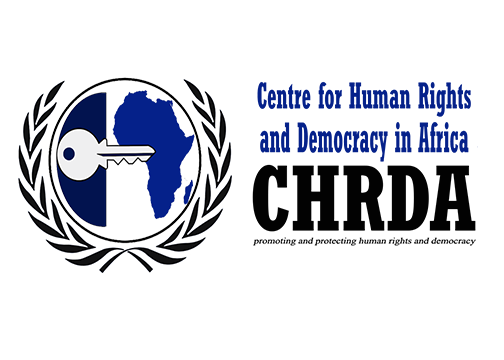 Centre for Human Rights
and Democracy in Africa
CHRDA
promoting and protecting human rights and democracy